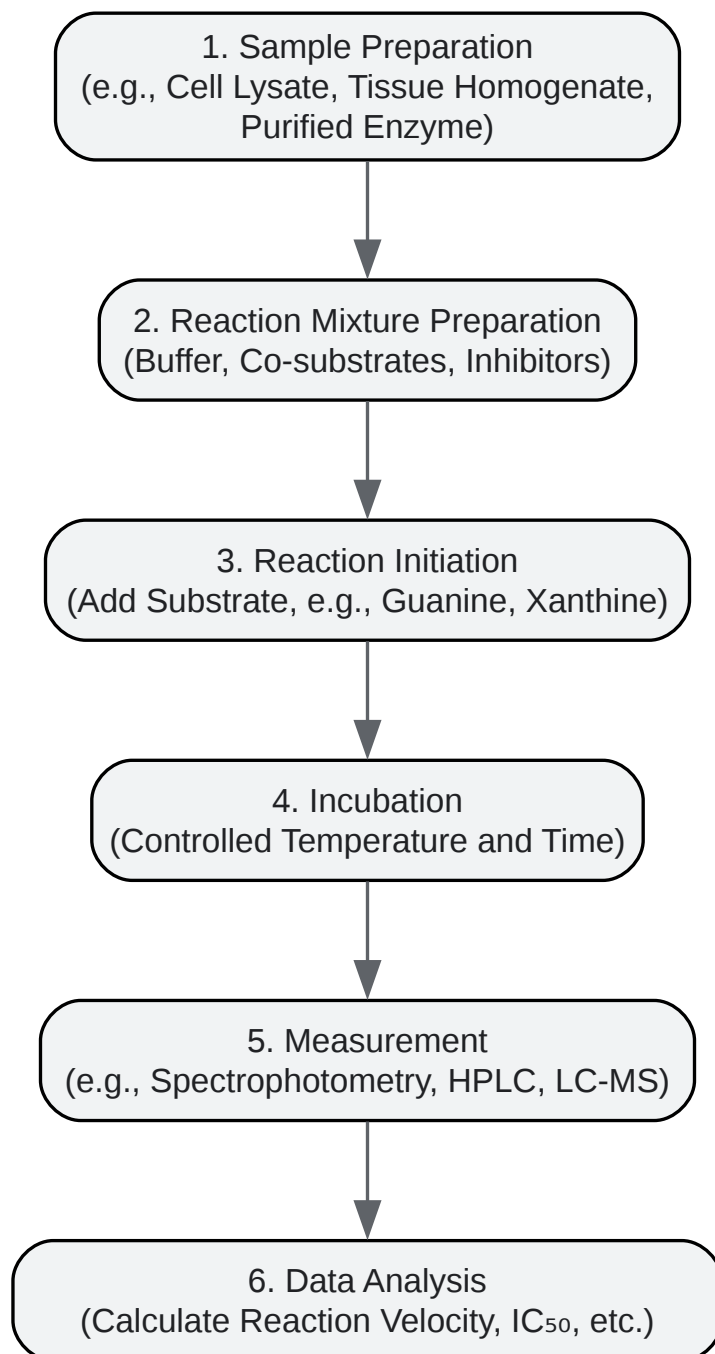 1. Sample Preparation
(e.g., Cell Lysate, Tissue Homogenate,
Purified Enzyme)
2. Reaction Mixture Preparation
(Buffer, Co-substrates, Inhibitors)
3. Reaction Initiation
(Add Substrate, e.g., Guanine, Xanthine)
4. Incubation
(Controlled Temperature and Time)
5. Measurement
(e.g., Spectrophotometry, HPLC, LC-MS)
6. Data Analysis
(Calculate Reaction Velocity, IC₅₀, etc.)